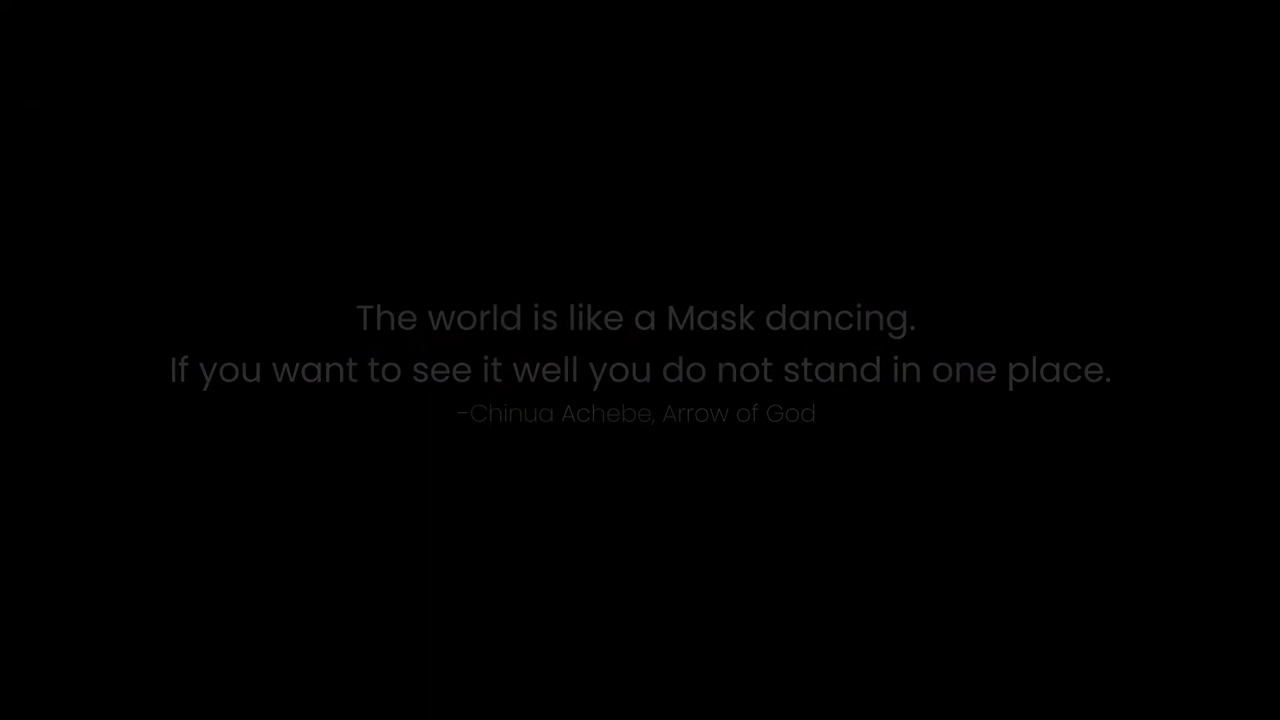 The world is like a Mask dancing.
If you want to see it well you do not stand in one place.
-Chinua Achebe, Arrow of God